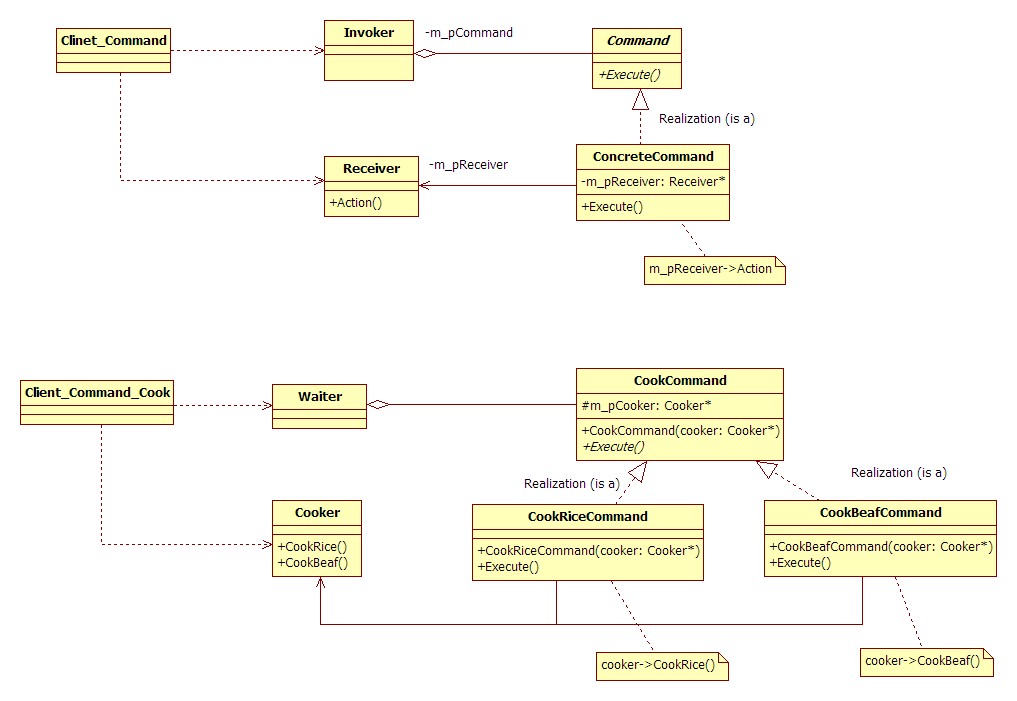 Clinet_Command
Invoker
-m_pCommand
Command
+Execute()
Realization (is a)
Receiver
+Action()
-m_pReceiver
ConcreteCommand
-m_pReceiver: Receiver*
+Execute()
m_pReceiver->Action
Client_Command_Cook
Waiter
CookCommand
#m_pCooker: Cooker*
+CookCommand(cooker: Cooker*)
+Execute()
Realization (is a)
Realization (is a)
Cooker
+CookRice()
+CookBeaf()
CookRiceCommand
+CookRiceCommand(cooker: Cooker*)
+Execute()
CookBeafCommand
+CookBeafCommand(cooker: Cooker*)
+Execute()
cooker->CookRice()
cooker->CookBeaf()